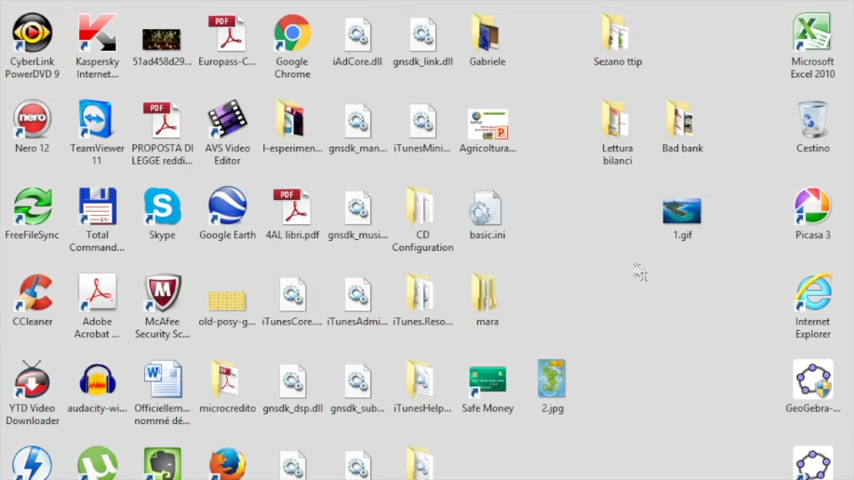 CyberLink
PowerDVD 9
Kaspersky
Internet...
51ad458d29...
Europass-C...
Google
Chrome
iAdCore.dll
gnsdk_link.dll
Gabriele
Sezano ttip
Microsoft
Excel 2010
Nero 12
TeamViewer
11
PROPOSTA DI
LEGGE reddi...
AVS Video
Editor
I-esperimen...
gnsdk_man...
iTunesMini...
Agricoltura...
Lettura
bilanci
Bad bank
Cestino
FreeFileSync
Total
Command...
Skype
Google Earth
4AL libri.pdf
gnsdk_musi...
CD
Configuration
basic.ini
1.gif
Picasa 3
CCleaner
Adobe
Acrobat ...
McAfee
Security Sc...
old-posy-g...
iTunesCore....
iTunesAdmi...
iTunes.Reso...
mara
Internet
Explorer
YTD Video
Downloader
audacity-wi...
Officiellem...
nommé dé...
microcredito
gnsdk_dsp.dll
gnsdk_sub...
iTunesHelp...
Safe Money
2.jpg
GeoGebra-...